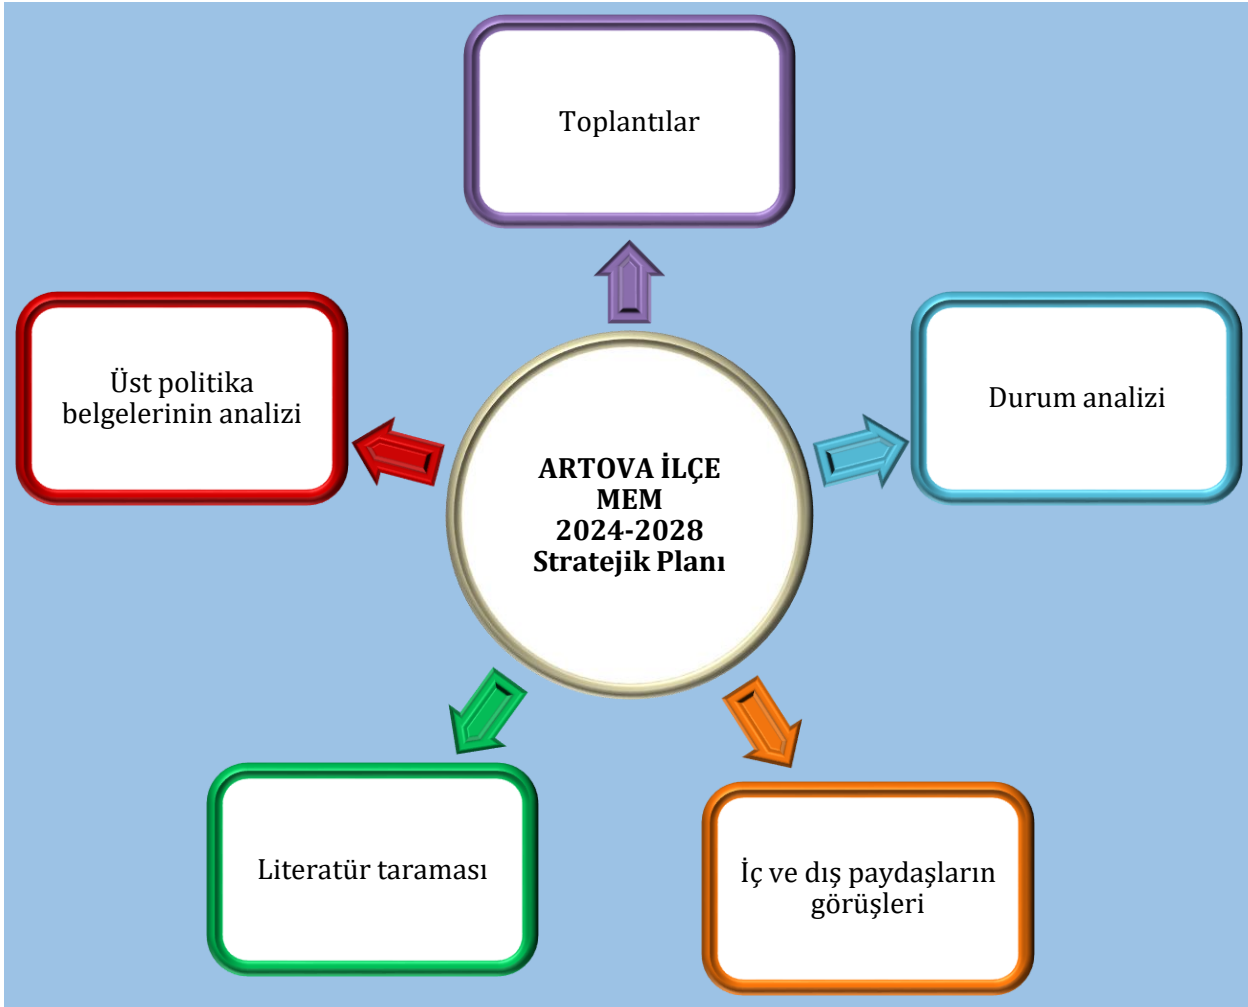 Toplantılar
Üst politika
belgelerinin analizi
Durum analizi
ARTOVA İLÇE
MEM
2024-2028
Stratejik Planı
Literatür taraması
İç ve dış paydaşların
görüşleri